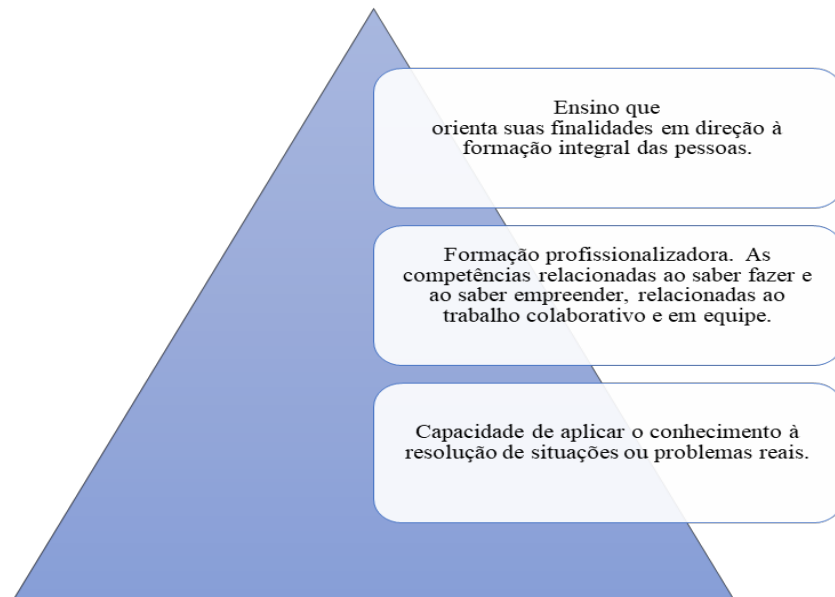 Ensino que
orienta suas finalidades em direção à
formação integral das pessoas.
Formação profissionalizadora. As
competências relacionadas ao saber fazer e
ao saber empreender, relacionadas ao
trabalho colaborativo e em equipe.
Capacidade de aplicar o conhecimento à
resolução de situações ou problemas reais.